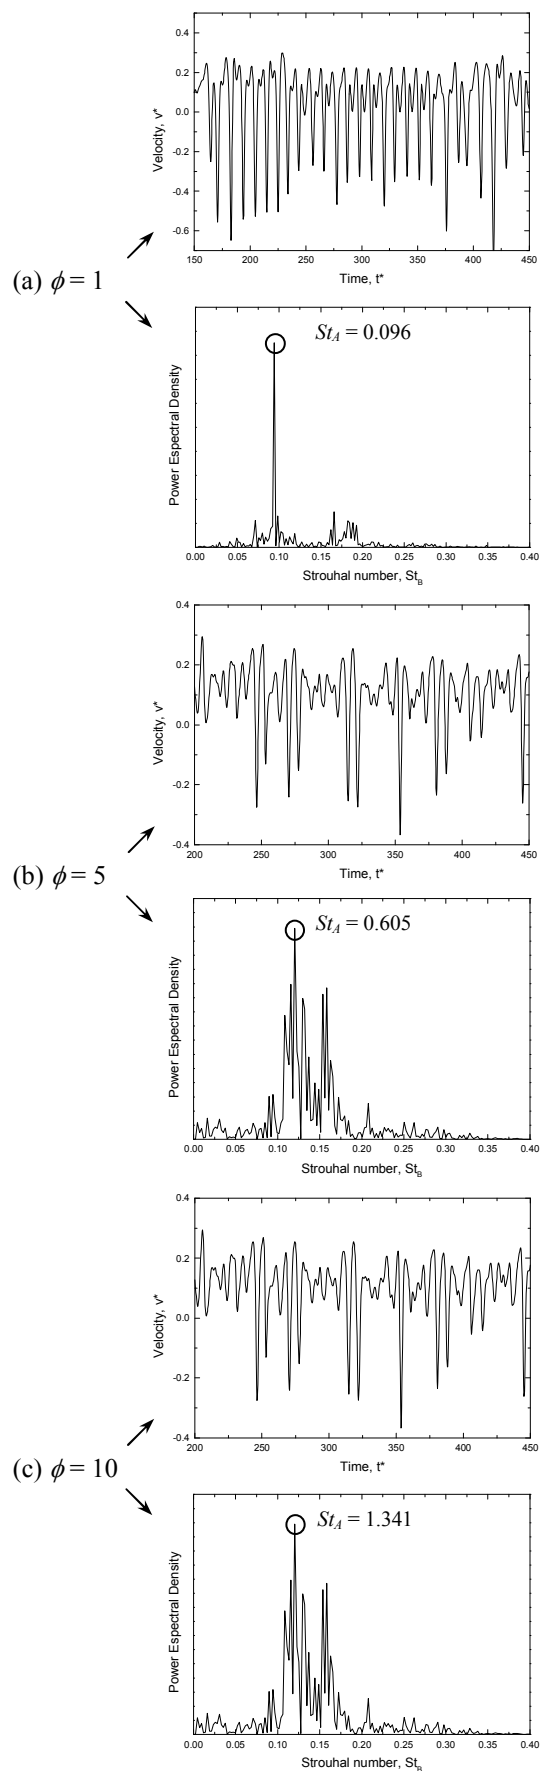 0.4
0.2
0.0
-0.2
-0.4
-0.6
Velocity, v*
150 200 250 300 350 400 450
Time, t*
(a) ϕ = 1
St_A = 0.096
Power Espectral Density
0.00 0.05 0.10 0.15 0.20 0.25 0.30 0.35 0.40
Strouhal number, St_B
0.4
0.2
0.0
-0.2
-0.4
Velocity, v*
200 250 300 350 400 450
Time, t*
(b) ϕ = 5
St_A = 0.605
Power Espectral Density
0.00 0.05 0.10 0.15 0.20 0.25 0.30 0.35 0.40
Strouhal number, St_B
0.4
0.2
0.0
-0.2
-0.4
Velocity, v*
200 250 300 350 400 450
Time, t*
(c) ϕ = 10
St_A = 1.341
Power Espectral Density
0.00 0.05 0.10 0.15 0.20 0.25 0.30 0.35 0.40
Strouhal number, St_B